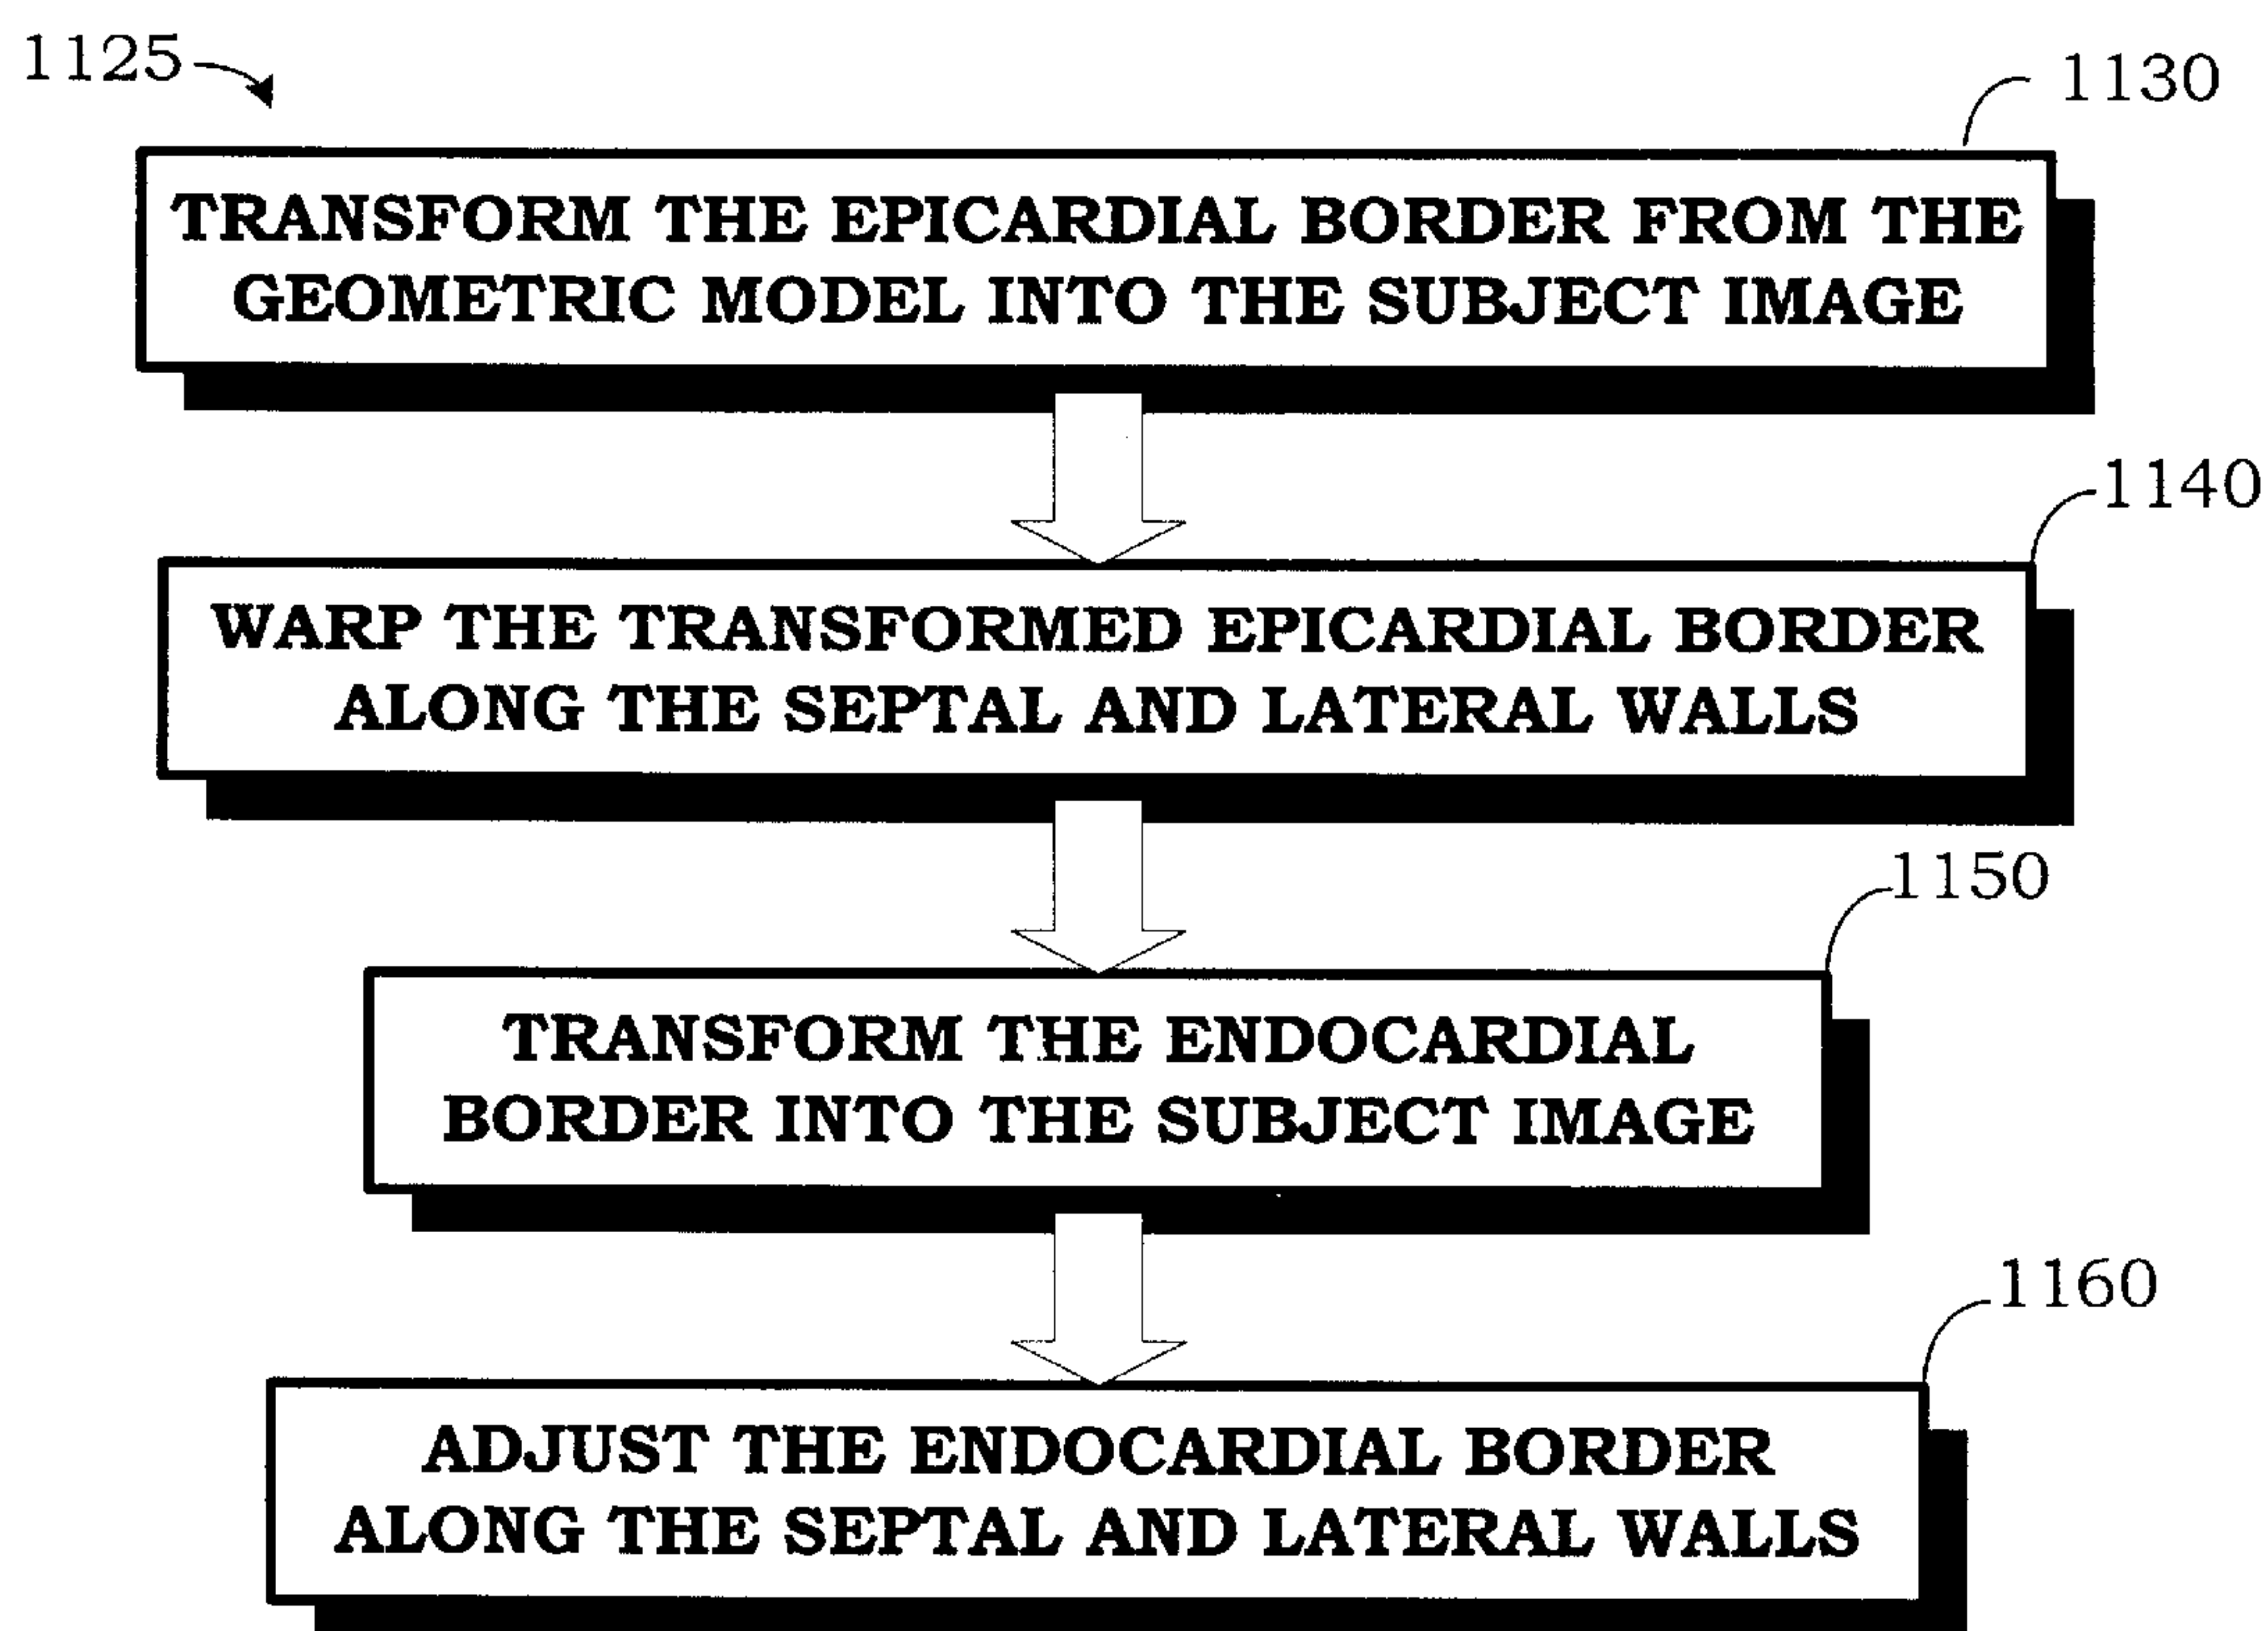 1125
1130
TRANSFORM THE EPICARDIAL BORDER FROM THE
GEOMETRIC MODEL INTO THE SUBJECT IMAGE
1140
WARP THE TRANSFORMED EPICARDIAL BORDER
ALONG THE SEPTAL AND LATERAL WALLS
1150
TRANSFORM THE ENDOCARDIAL
BORDER INTO THE SUBJECT IMAGE
1160
ADJUST THE ENDOCARDIAL BORDER
ALONG THE SEPTAL AND LATERAL WALLS